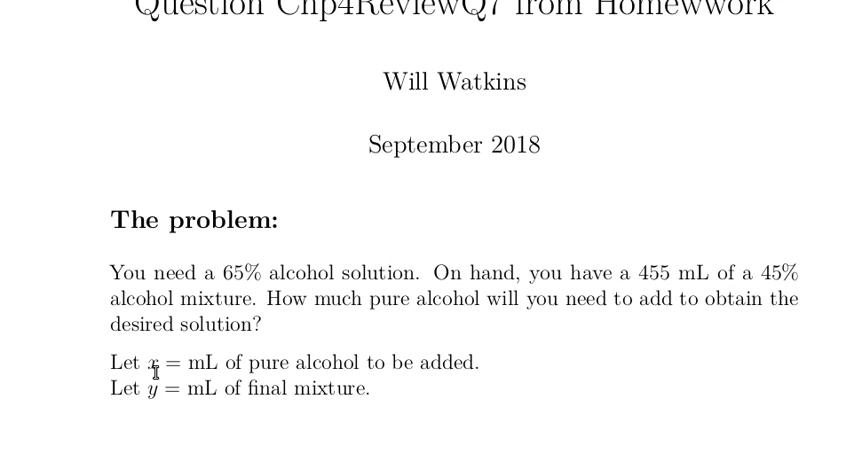 Question Chp4ReviewQ7 from Homewwork
Will Watkins
September 2018
The problem:
You need a 65% alcohol solution. On hand, you have a 455 mL of a 45%
alcohol mixture. How much pure alcohol will you need to add to obtain the
desired solution?
Let x = mL of pure alcohol to be added.
Let y = mL of final mixture.